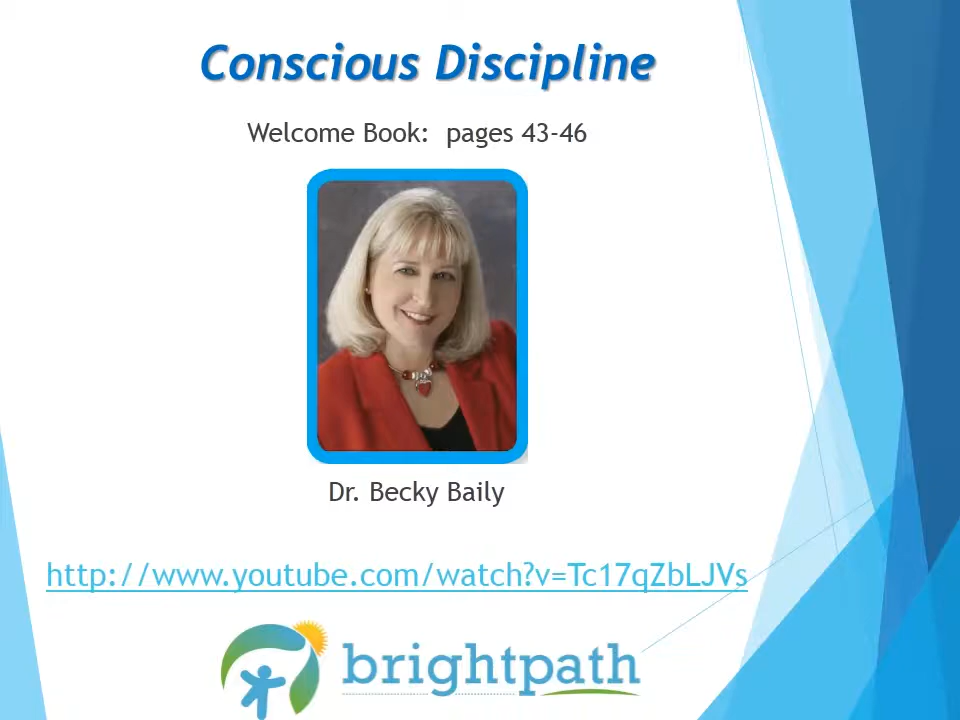 Conscious Discipline
Welcome Book: pages 43-46
Dr. Becky Baily
http://www.youtube.com/watch?v=Tc17qZbLJVs
brightpath